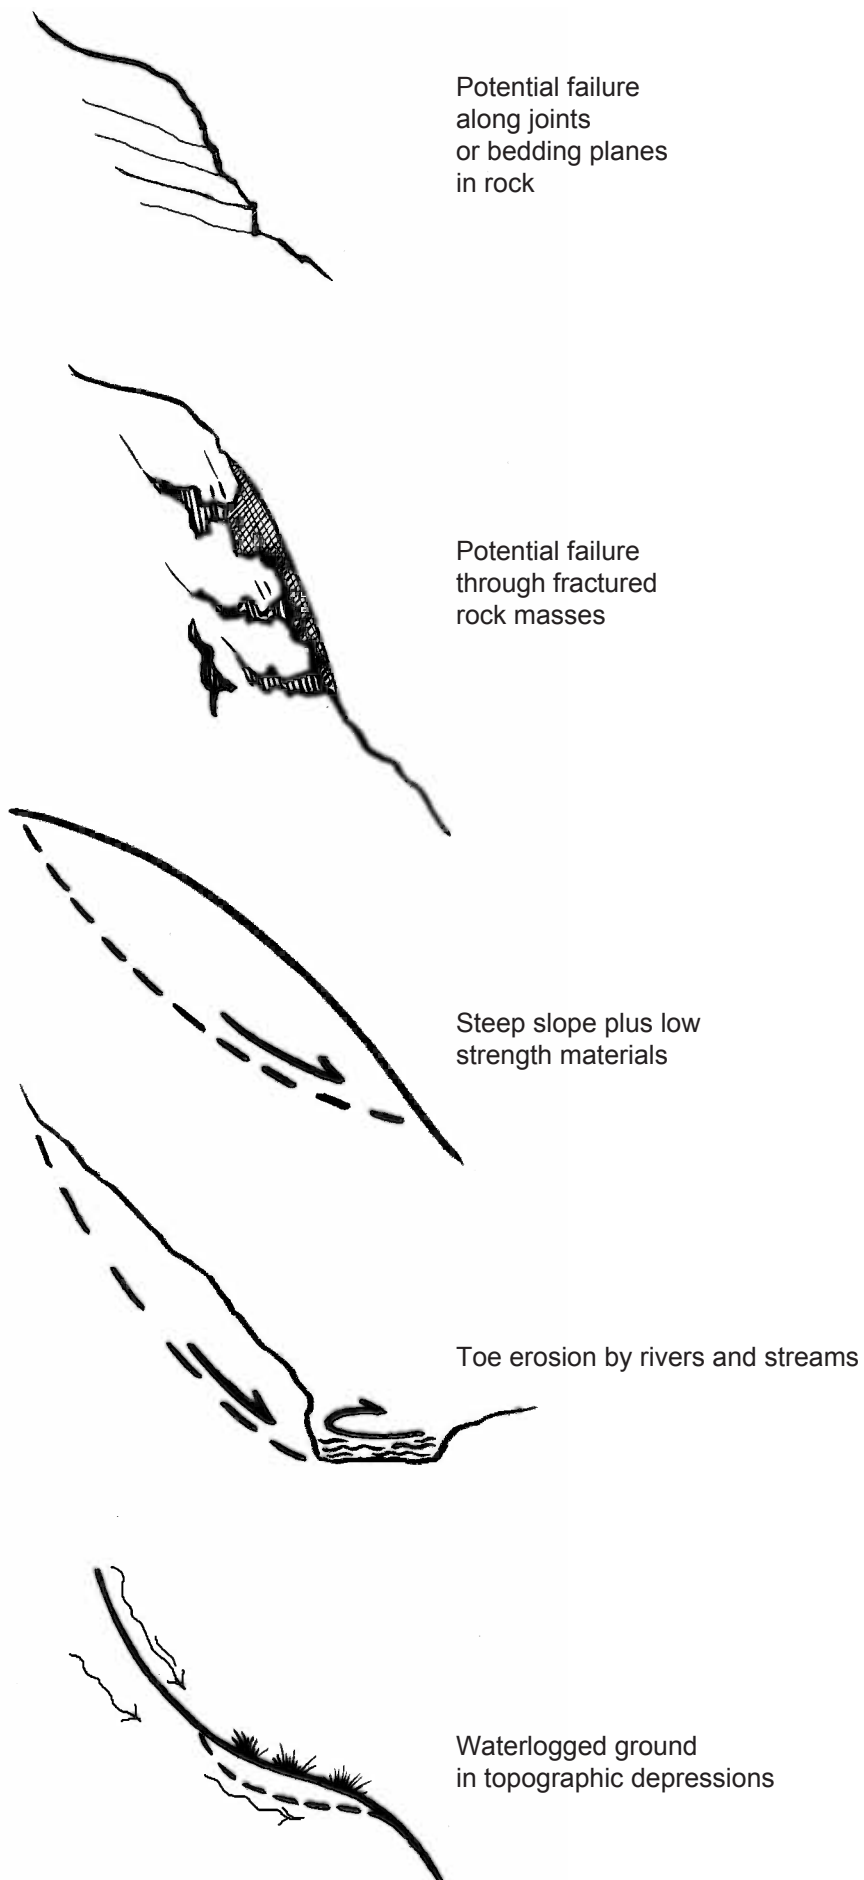 Potential failure
along joints
or bedding planes
in rock
Potential failure
through fractured
rock masses
Steep slope plus low
strength materials
Toe erosion by rivers and streams
Waterlogged ground
in topographic depressions